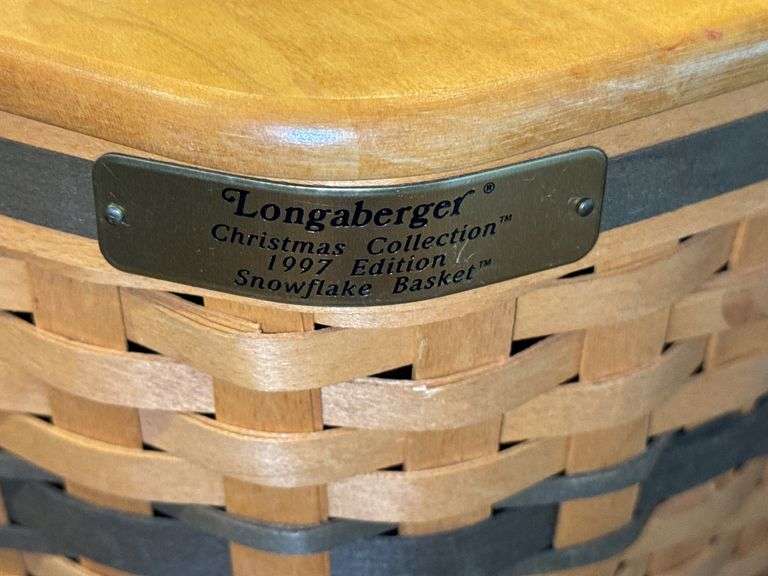 Longaberger®
Christmas Collection™
1997 Edition
Snowflake Basket™